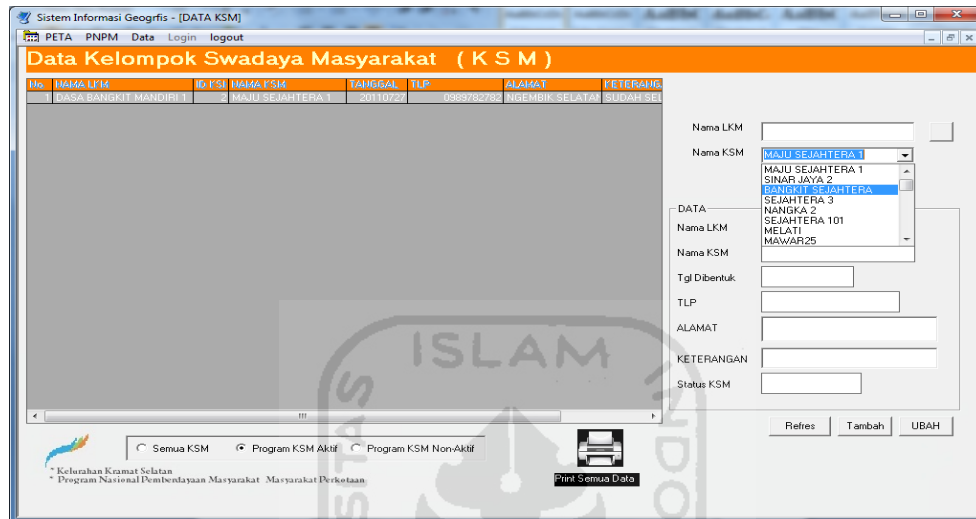 Sistem Informasi Geogrfis - [DATA KSM]
PETA PNPM Data Login logout
Data Kelompok Swadaya Masyarakat ( K S M )
No NAMA LKM ID KSI NAMA KSM TANGGAL TLP ALAMAT KETERANG
1 DASA BANGKIT MANDIRI 1 2 MAJU SEJAHTERA 1 20110727 0989782782 NGEMBIK SELATAN SUDAH SEL
Nama LKM
Nama KSM MAJU SEJAHTERA 1
MAJU SEJAHTERA 1
SINAR JAYA 2
BANGKIT SEJAHTERA
SEJAHTERA 3
NANGKA 2
SEJAHTERA 101
MELATI
MAWAR25
DATA
Nama LKM
Nama KSM
Tgl Dibentuk
TLP
ALAMAT
KETERANGAN
Status KSM
Refres Tambah UBAH
Semua KSM Program KSM Aktif Program KSM Non-Aktif
Print Semua Data
* Kelurahan Kramat Selatan
* Program Nasional Pemberdayaan Masyarakat Masyarakat Perkotaan
ISLAM